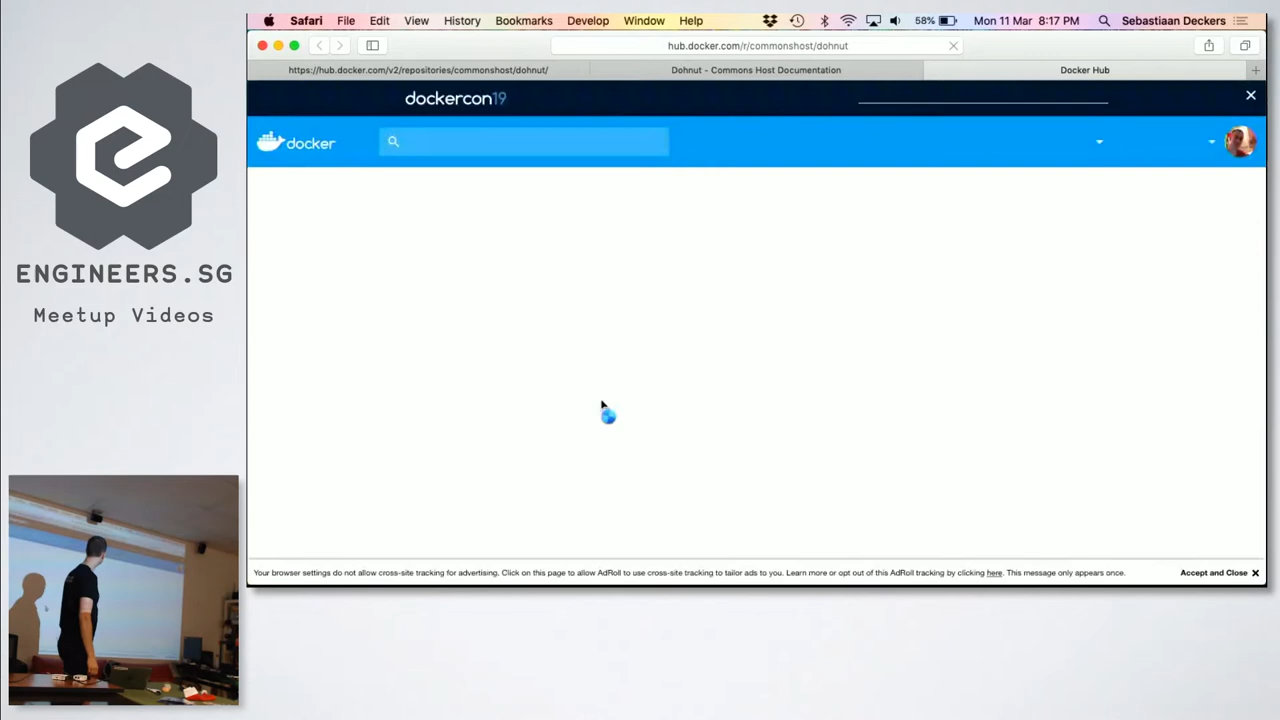 Safari File Edit View History Bookmarks Develop Window Help 58% Mon 11 Mar 8:17 PM Sebastiaan Deckers
hub.docker.com/r/commonshost/dohnut
https://hub.docker.com/v2/repositories/commonshost/dohnut/ Dohnut - Commons Host Documentation Docker Hub
dockercon19
docker
ENGINEERS.SG
Meetup Videos
Your browser settings do not allow cross-site tracking for advertising. Click on this page to allow AdRoll to use cross-site tracking to tailor ads to you. Learn more or opt out of this AdRoll tracking by clicking here. This message only appears once. Accept and Close